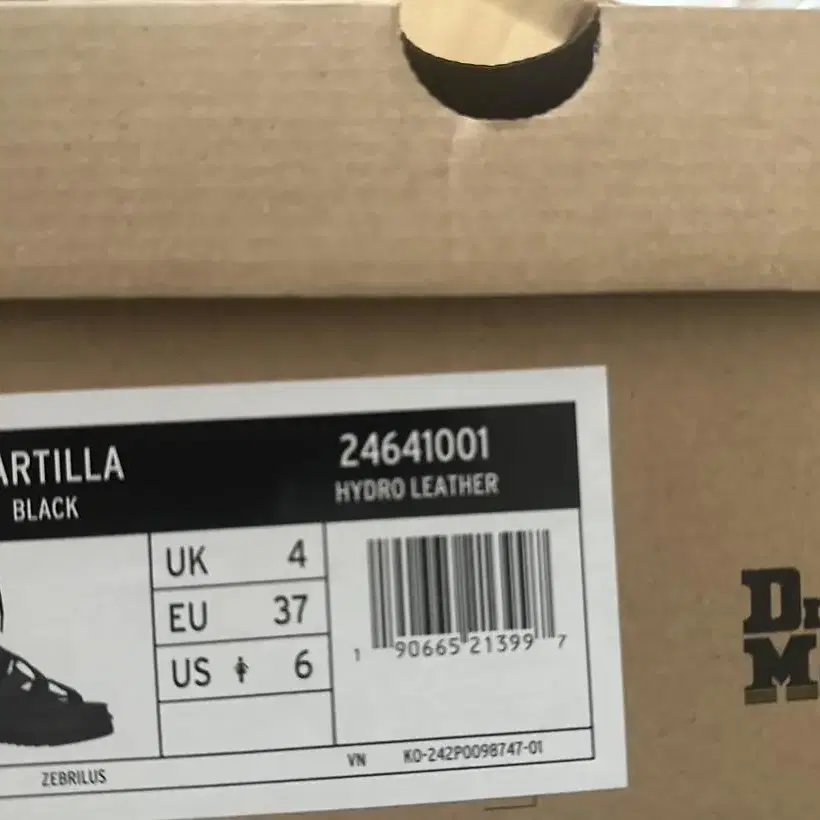 ARTILLA
BLACK
24641001
HYDRO LEATHER
UK 4
EU 37
US 6
1 90665 21399 7
ZEBRILUS
VN KO-242P0098747-01
Dr
M